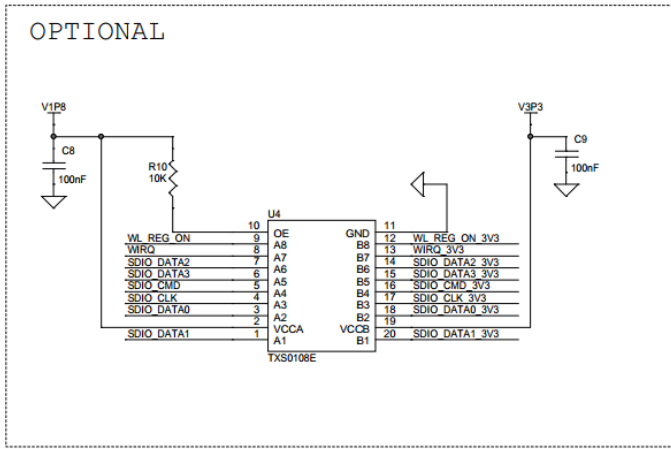 OPTIONAL
V1P8
V3P3
C8
C9
R10
10K
100nF
100nF
U4
10 OE GND 11
WL_REG_ON 9 A8 B8 12 WL_REG_ON_3V3
WIRQ 8 A7 B7 13 WIRQ_3V3
SDIO_DATA2 7 A6 B6 14 SDIO_DATA2_3V3
SDIO_DATA3 6 A5 B5 15 SDIO_DATA3_3V3
SDIO_CMD 5 A4 B4 16 SDIO_CMD_3V3
SDIO_CLK 4 A3 B3 17 SDIO_CLK_3V3
SDIO_DATA0 3 A2 B2 18 SDIO_DATA0_3V3
2 VCCA VCCB 19
SDIO_DATA1 1 A1 B1 20 SDIO_DATA1_3V3
TXS0108E